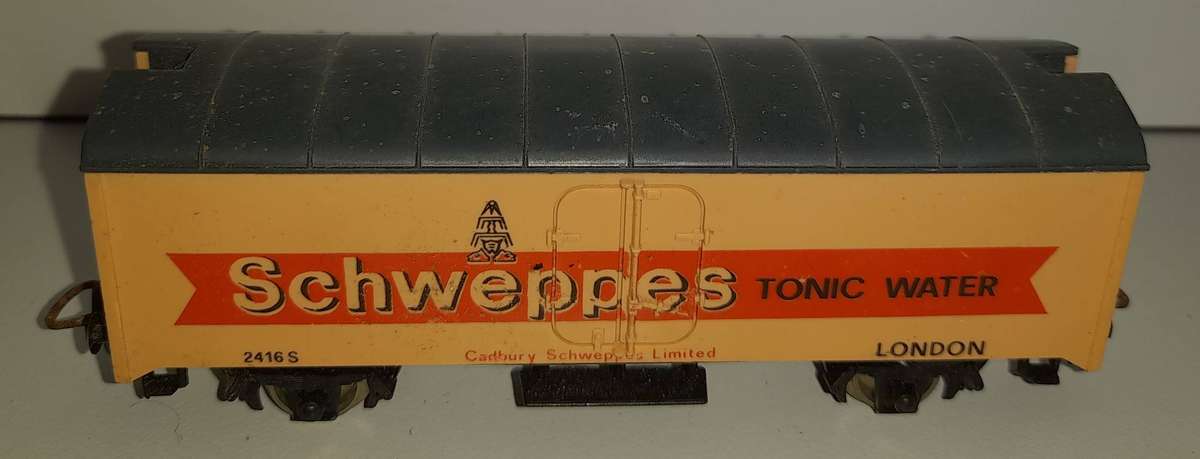 Schweppes TONIC WATER
2416 S Cadbury Schweppes Limited LONDON